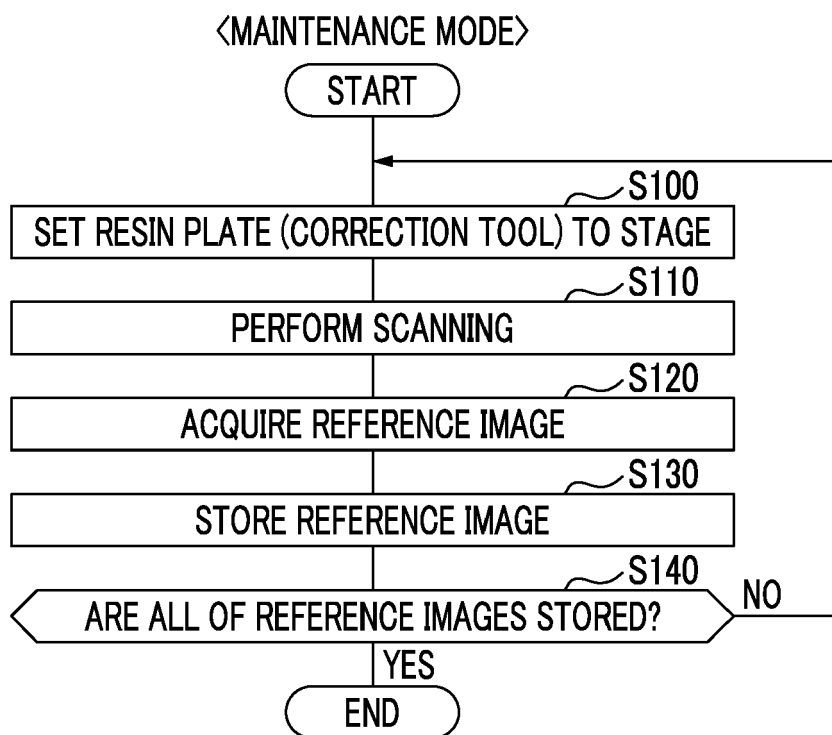 <MAINTENANCE MODE>
START
S100
SET RESIN PLATE (CORRECTION TOOL) TO STAGE
S110
PERFORM SCANNING
S120
ACQUIRE REFERENCE IMAGE
S130
STORE REFERENCE IMAGE
S140
ARE ALL OF REFERENCE IMAGES STORED?
NO
YES
END